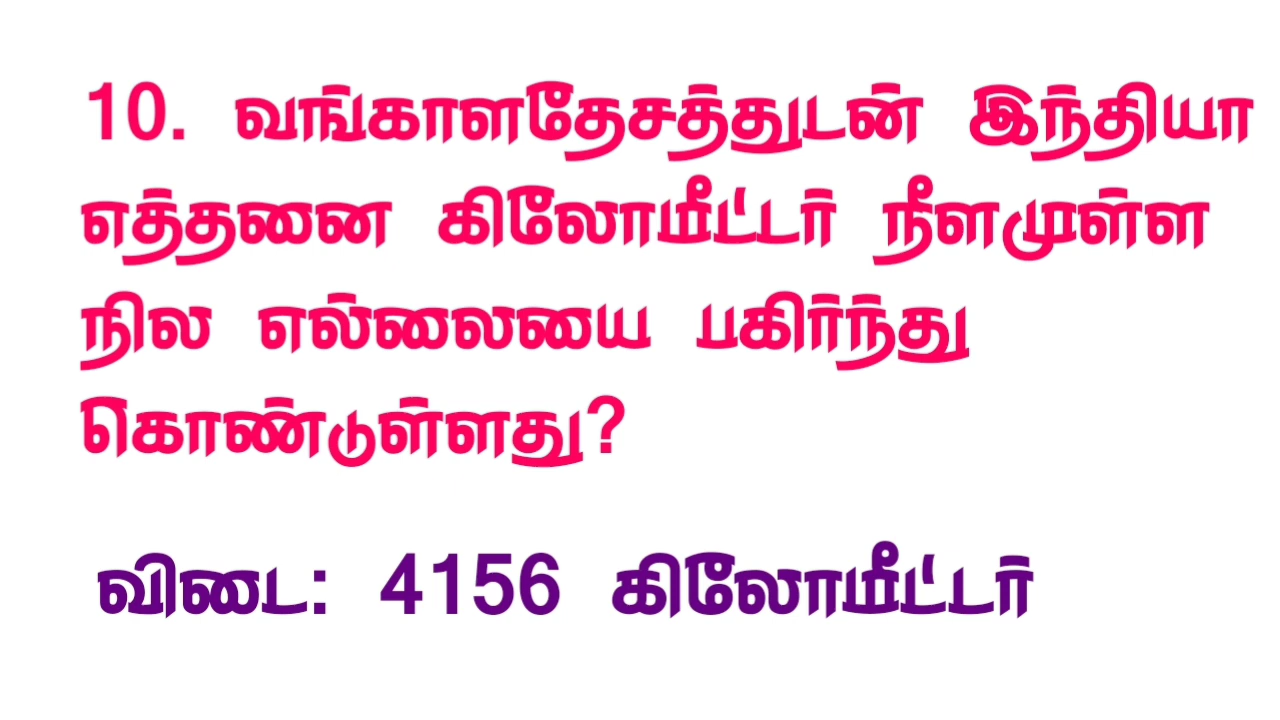 10. வங்காளதேசத்துடன் இந்தியா
எத்தனை கிலோமீட்டர் நீளமுள்ள
நில எல்லையை பகிர்ந்து
கொண்டுள்ளது?
விடை: 4156 கிலோமீட்டர்